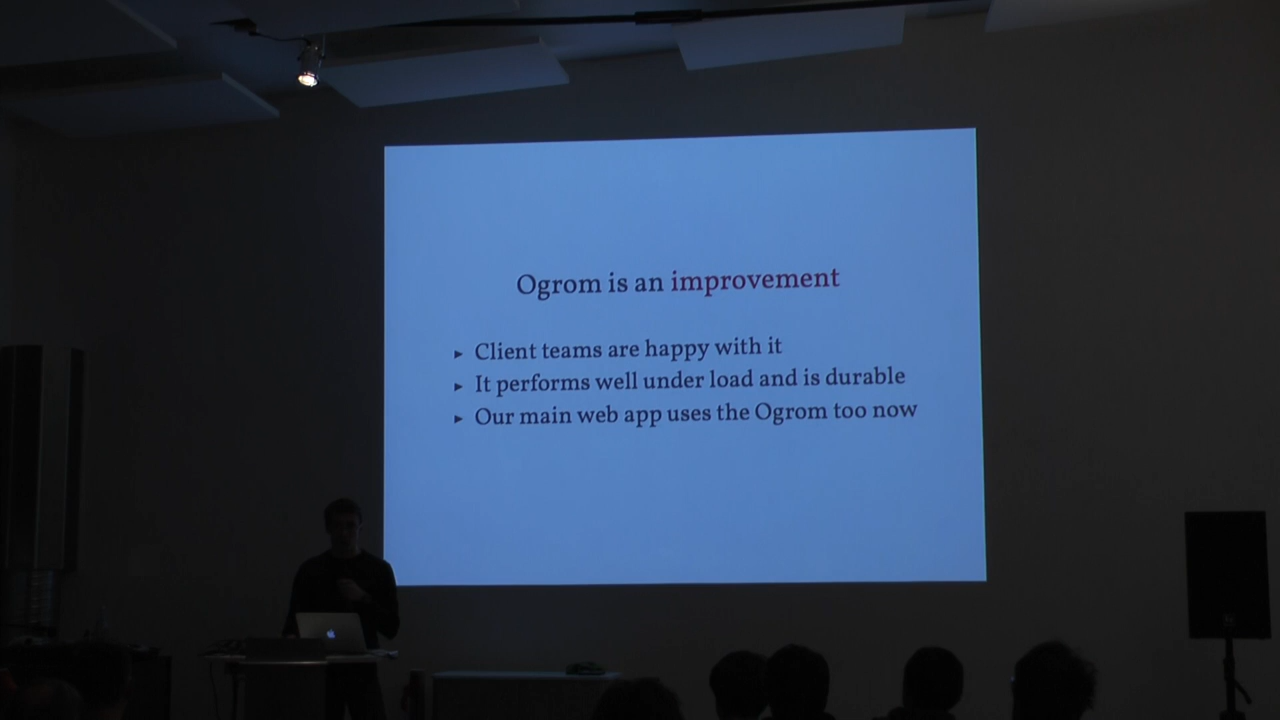 Ogrom is an improvement
► Client teams are happy with it
► It performs well under load and is durable
► Our main web app uses the Ogrom too now